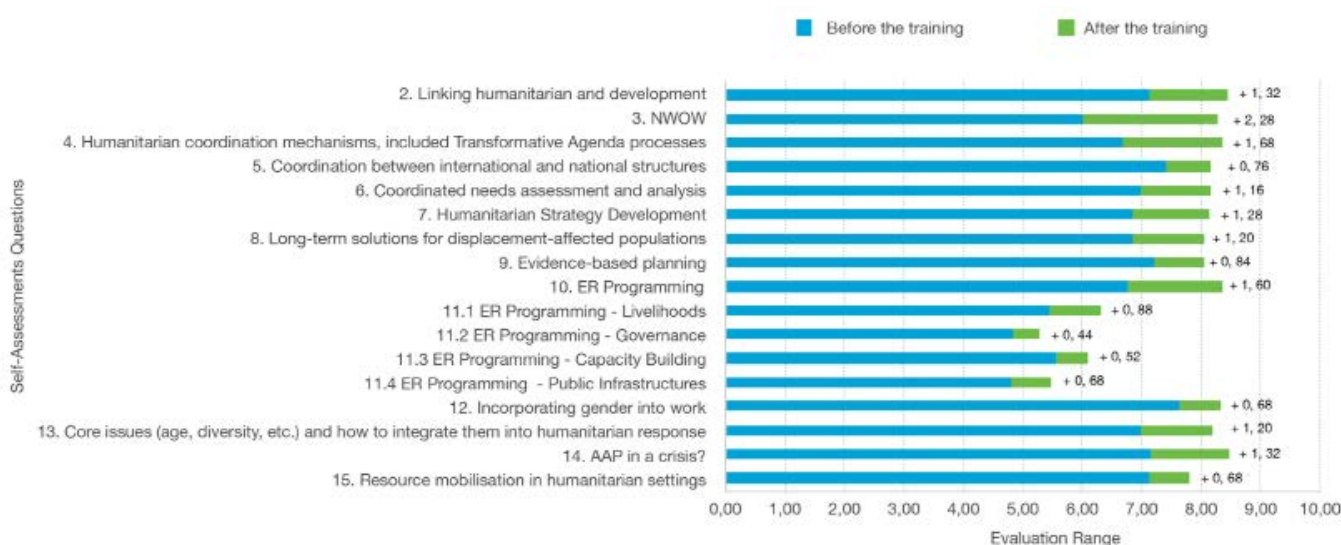 Before the training
After the training
Self-Assessments Questions
2. Linking humanitarian and development + 1, 32
3. NWOW + 2, 28
4. Humanitarian coordination mechanisms, included Transformative Agenda processes + 1, 68
5. Coordination between international and national structures + 0, 76
6. Coordinated needs assessment and analysis + 1, 16
7. Humanitarian Strategy Development + 1, 28
8. Long-term solutions for displacement-affected populations + 1, 20
9. Evidence-based planning + 0, 84
10. ER Programming + 1, 60
11.1 ER Programming - Livelihoods + 0, 88
11.2 ER Programming - Governance + 0, 44
11.3 ER Programming - Capacity Building + 0, 52
11.4 ER Programming - Public Infrastructures + 0, 68
12. Incorporating gender into work + 0, 68
13. Core issues (age, diversity, etc.) and how to integrate them into humanitarian response + 1, 20
14. AAP in a crisis? + 1, 32
15. Resource mobilisation in humanitarian settings + 0, 68
0,00 1,00 2,00 3,00 4,00 5,00 6,00 7,00 8,00 9,00 10,00
Evaluation Range